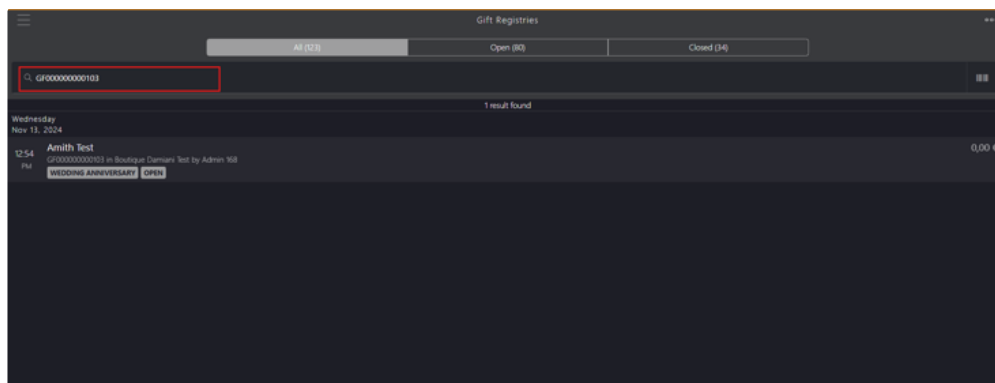 Gift Registries
All (123)
Open (80)
Closed (34)
GF000000000103
1 result found
Wednesday
Nov 13, 2024
12:54
PM
Amith Test
GF000000000103 in Boutique Damiani Test by Admin 168
WEDDING ANNIVERSARY
OPEN
0,00 €